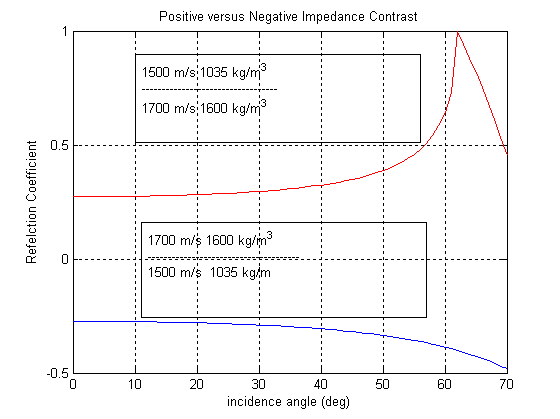 Positive versus Negative Impedance Contrast
1
0.5
0
-0.5
Refelction Coefficient
1500 m/s 1035 kg/m3
--------------------------------
1700 m/s 1600 kg/m3
1700 m/s 1600 kg/m3
-----------------------------------
1500 m/s  1035 kg/m
0 10 20 30 40 50 60 70
incidence angle (deg)